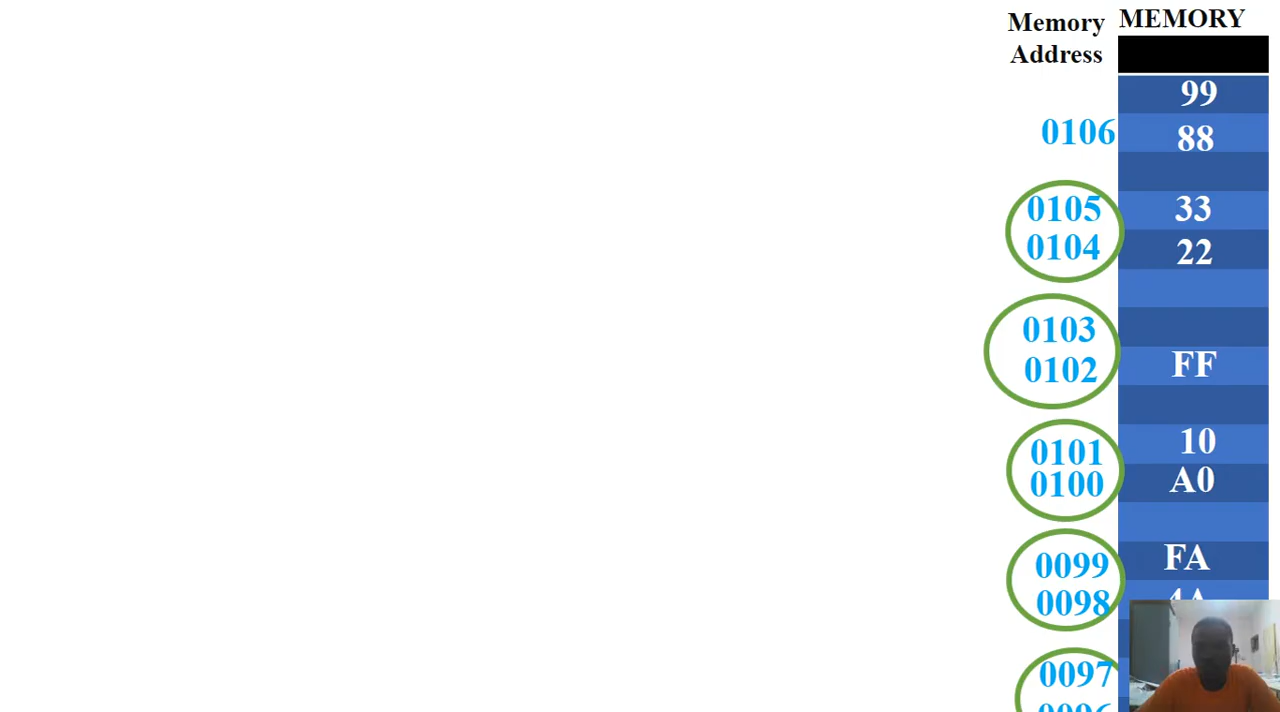 Memory MEMORY
Address
99
0106 88
0105 33
0104 22
0103
0102 FF
0101 10
0100 A0
0099 FA
0098
0097